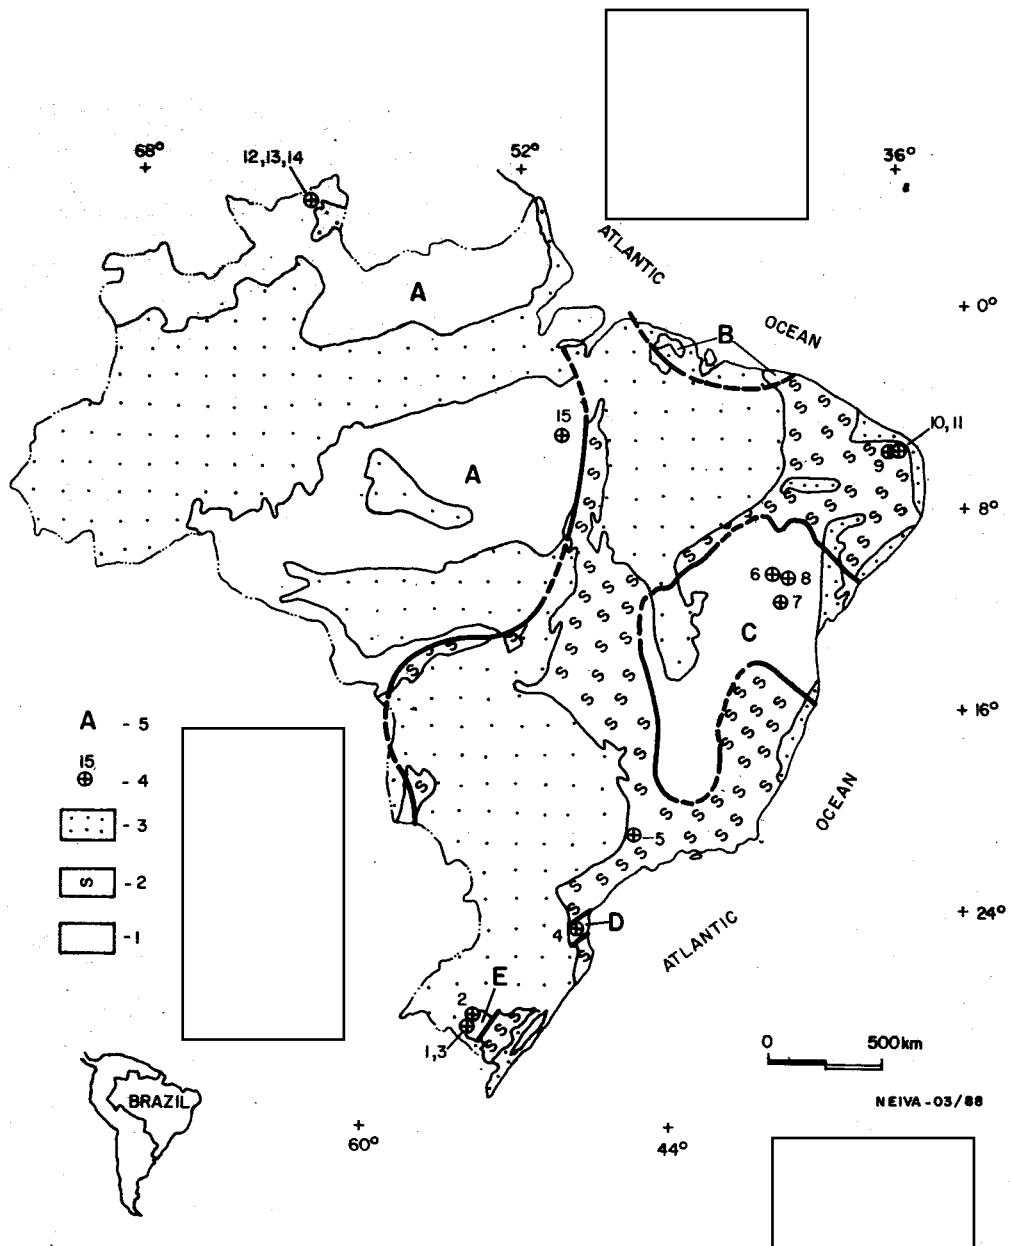 68°
52°
36°
12,13,14
ATLANTIC
OCEAN
0°
A
B
15
10,11
A
9
8°
6
8
7
C
16°
A - 5
15
- 4
- 3
S - 2
- 1
OCEAN
5
24°
D
4
ATLANTIC
E
2
1,3
0 500km
BRAZIL
NEIVA-03/88
60°
44°